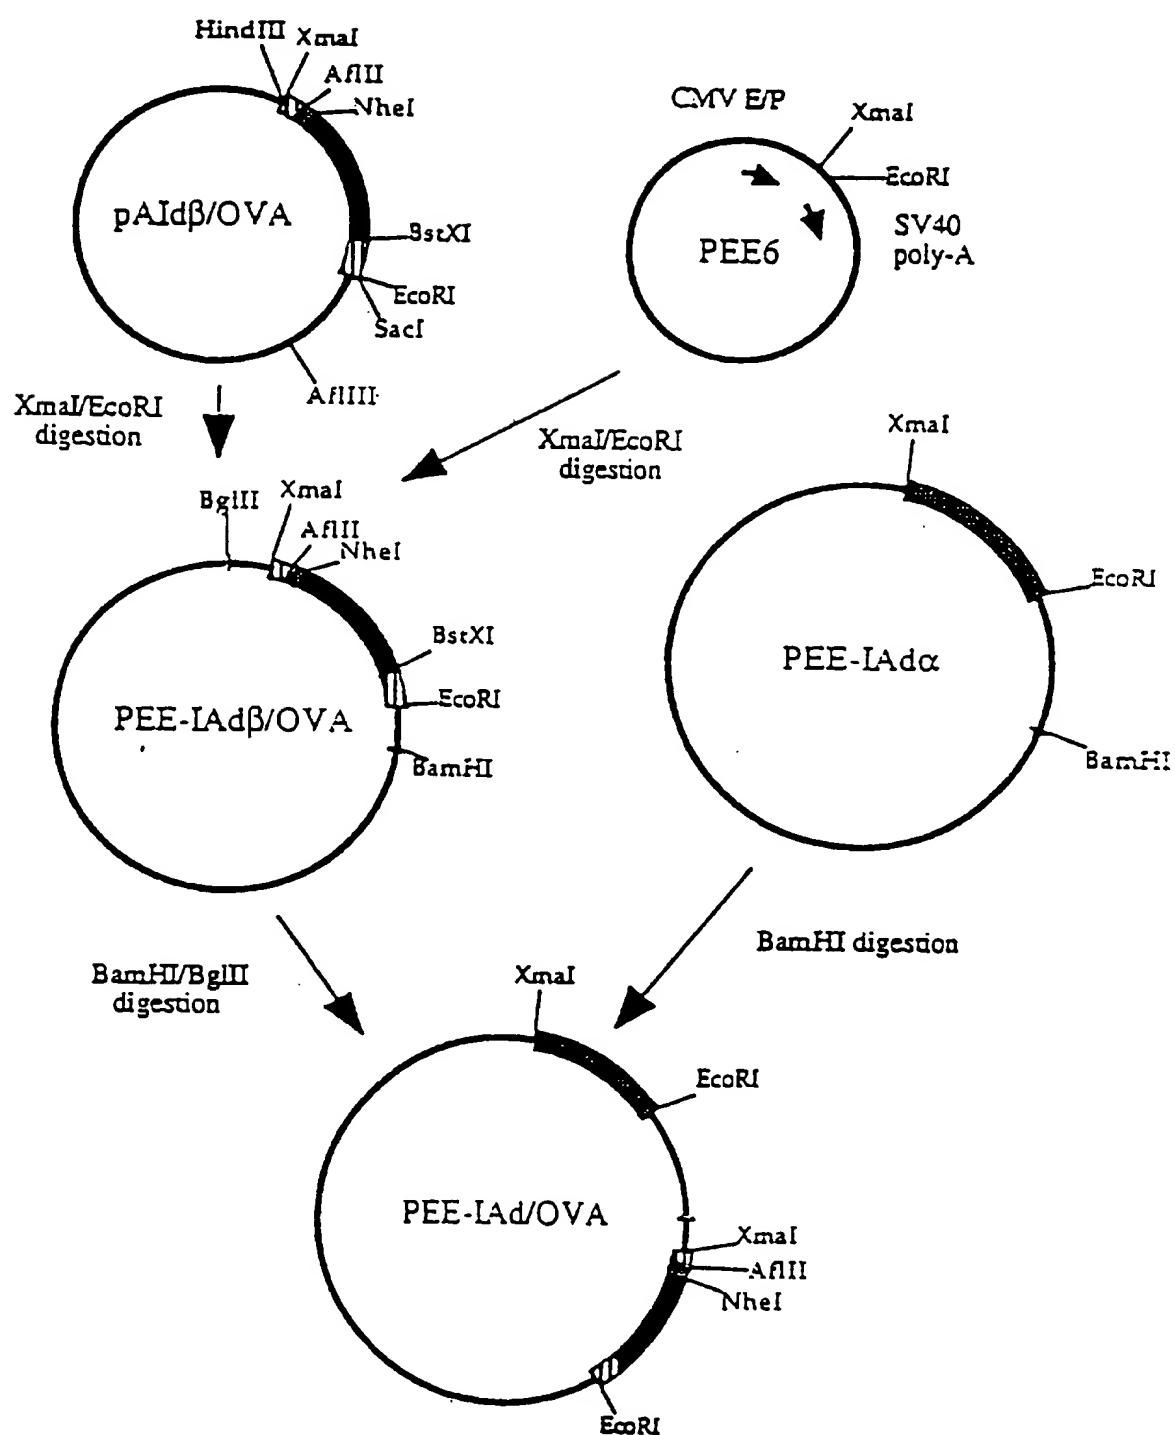 HindIII
XmaI
AflII
NheI
pAIdβ/OVA
BstXI
EcoRI
SacI
AflIII
CMV E/P
XmaI
EcoRI
SV40
poly-A
PEE6
XmaI/EcoRI
digestion
XmaI/EcoRI
digestion
BglII
XmaI
AflII
NheI
BstXI
EcoRI
PEE-IAdβ/OVA
BamHI
XmaI
EcoRI
PEE-IAdα
BamHI
BamHI/BglII
digestion
BamHI digestion
XmaI
EcoRI
PEE-IAd/OVA
XmaI
AflII
NheI
EcoRI